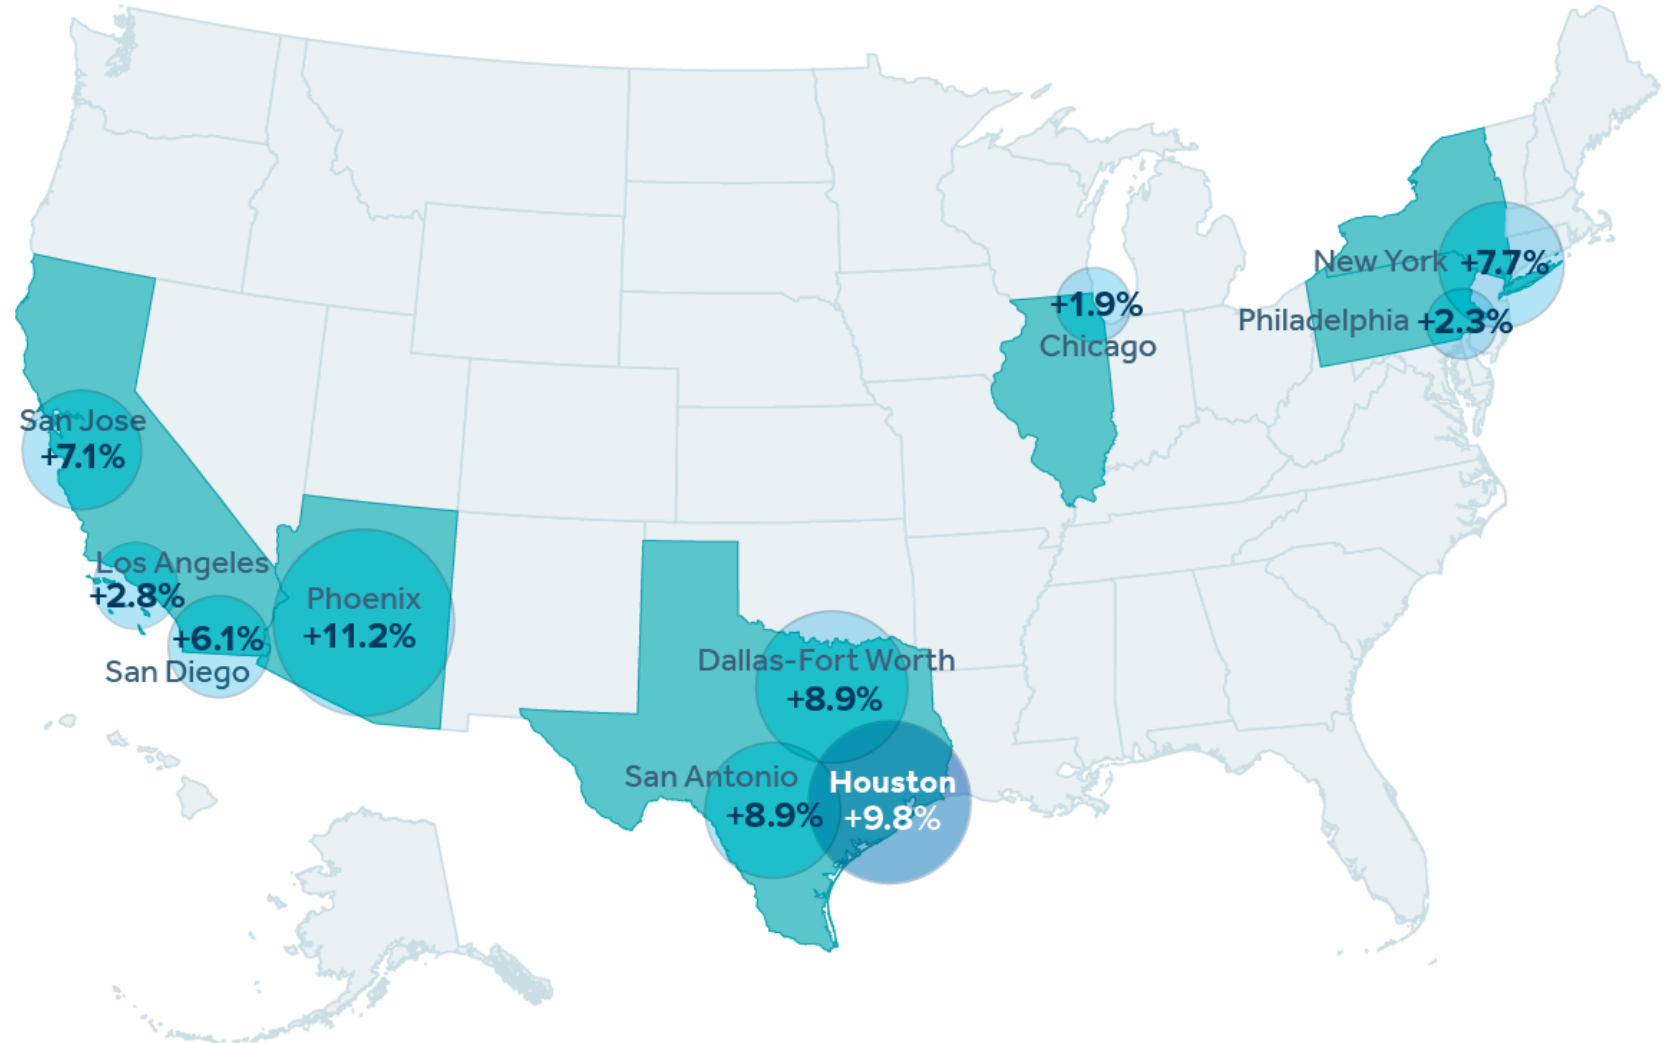 New York +7.7%
Philadelphia +2.3%
+1.9%
Chicago
San Jose
+7.1%
Los Angeles
+2.8%
+6.1%
San Diego
Phoenix
+11.2%
Dallas-Fort Worth
+8.9%
San Antonio
+8.9%
Houston
+9.8%